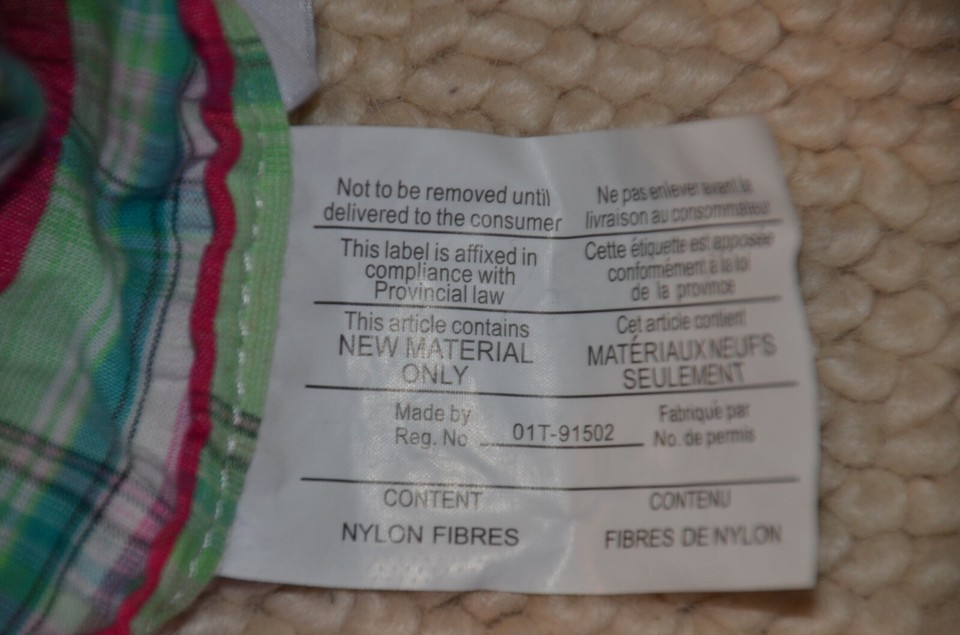 Not to be removed until
delivered to the consumer
Ne pas enlever avant la
livraison au consommateur
This label is affixed in
compliance with
Provincial law
Cette étiquette est apposée
conformément à la loi
de la province
This article contains
NEW MATERIAL
ONLY
Cet article contient
MATÉRIAUX NEUFS
SEULEMENT
Made by
Reg. No
01T-91502
Fabriqué par
No. de permis
CONTENT
CONTENU
NYLON FIBRES
FIBRES DE NYLON